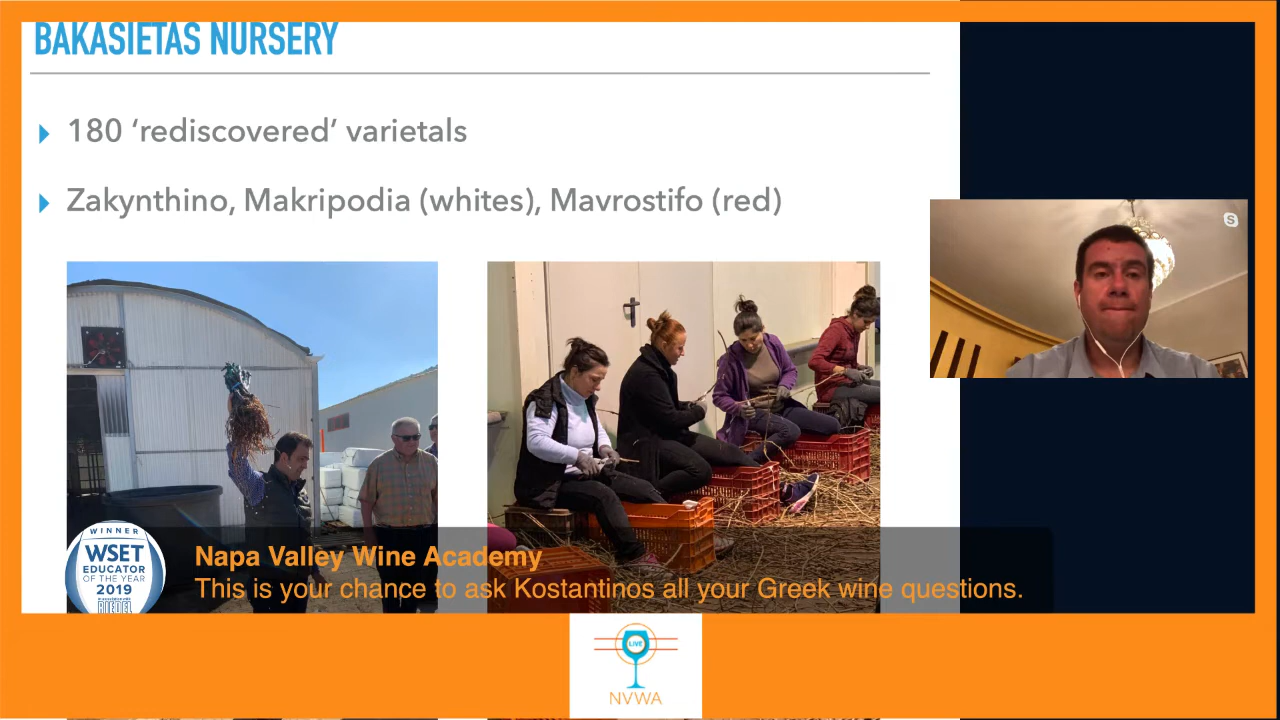 BAKASIETAS NURSERY
180 ‘rediscovered’ varietals
Zakynthino, Makripodia (whites), Mavrostifo (red)
S
WINNER
WSET
EDUCATOR
OF THE YEAR
2019
RIEDEL
Napa Valley Wine Academy
This is your chance to ask Kostantinos all your Greek wine questions.
LIVE
NVWA